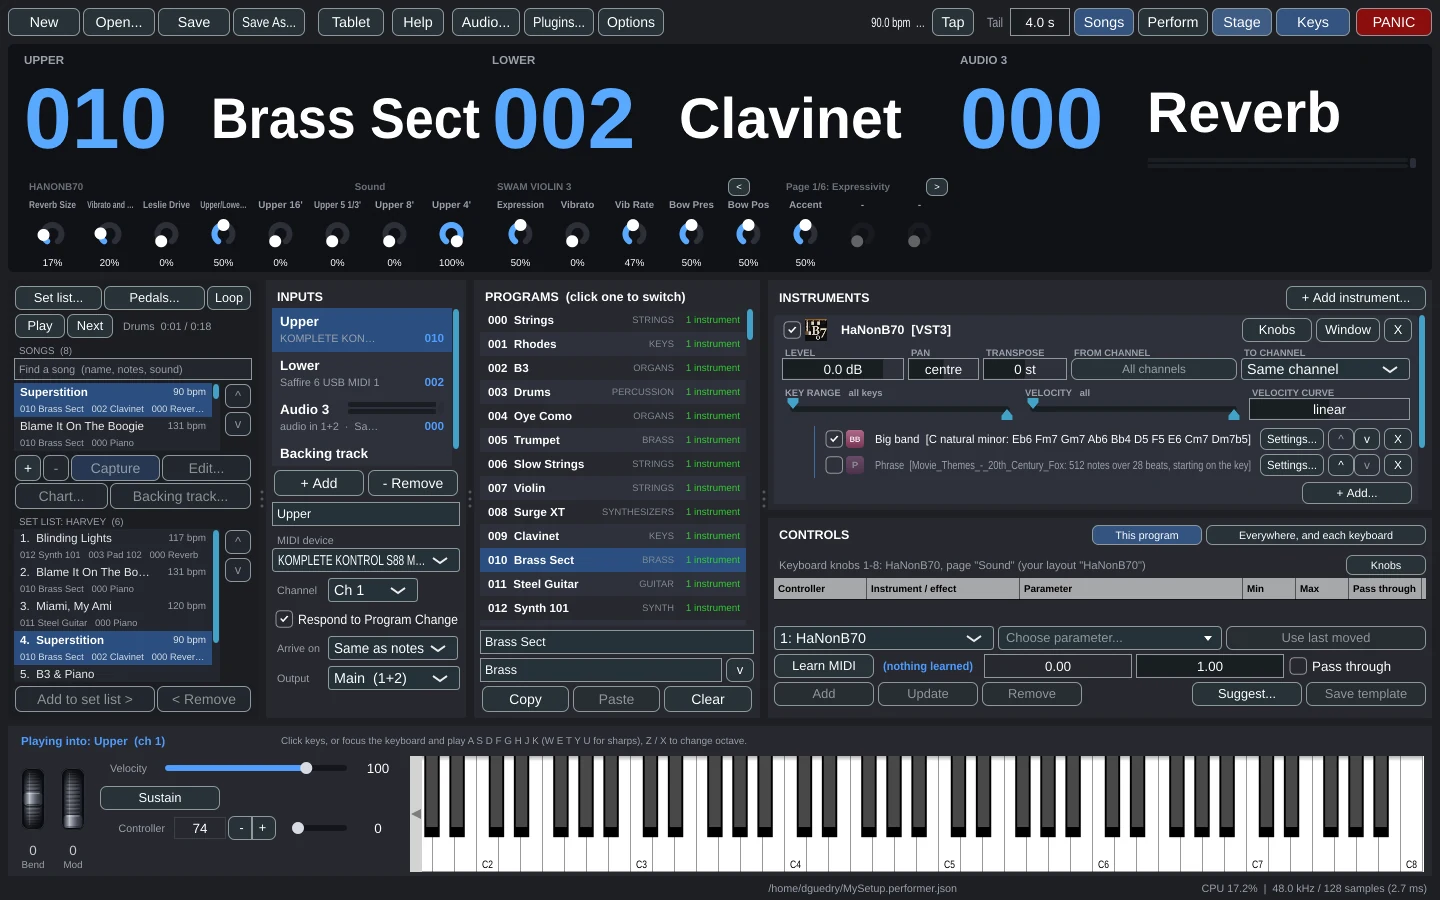 New Open... Save Save As... Tablet Help Audio... Plugins... Options 90.0 bpm ... Tap Tail 4.0 s Songs Perform Stage Keys PANIC
UPPER LOWER AUDIO 3
010 Brass Sect 002 Clavinet 000 Reverb
HANONB70 Sound SWAM VIOLIN 3 < Page 1/6: Expressivity >
Reverb Size Vibrato and ... Leslie Drive Upper/Lowe... Upper 16' Upper 5 1/3' Upper 8' Upper 4' Expression Vibrato Vib Rate Bow Pres Bow Pos Accent - -
17% 20% 0% 50% 0% 0% 0% 100% 50% 0% 47% 50% 50% 50%
Set list... Pedals... Loop
Play Next Drums 0:01 / 0:18
SONGS (8)
Find a song (name, notes, sound)
Superstition 90 bpm ^
010 Brass Sect 002 Clavinet 000 Rever...
Blame It On The Boogie 131 bpm v
010 Brass Sect 000 Piano
+ - Capture Edit...
Chart... Backing track...
SET LIST: HARVEY (6)
1. Blinding Lights 117 bpm ^
012 Synth 101 003 Pad 102 000 Reverb
2. Blame It On The Bo... 131 bpm v
010 Brass Sect 000 Piano
3. Miami, My Ami 120 bpm
011 Steel Guitar 000 Piano
4. Superstition 90 bpm
010 Brass Sect 002 Clavinet 000 Rever...
5. B3 & Piano
Add to set list > < Remove
INPUTS
Upper
KOMPLETE KON... 010
Lower
Saffire 6 USB MIDI 1 002
Audio 3
audio in 1+2 · Sa... 000
Backing track
+ Add - Remove
Upper
MIDI device
KOMPLETE KONTROL S88 M...
Channel Ch 1
Respond to Program Change
Arrive on Same as notes
Output Main (1+2)
PROGRAMS (click one to switch)
000 Strings STRINGS 1 instrument
001 Rhodes KEYS 1 instrument
002 B3 ORGANS 1 instrument
003 Drums PERCUSSION 1 instrument
004 Oye Como ORGANS 1 instrument
005 Trumpet BRASS 1 instrument
006 Slow Strings STRINGS 1 instrument
007 Violin STRINGS 1 instrument
008 Surge XT SYNTHESIZERS 1 instrument
009 Clavinet KEYS 1 instrument
010 Brass Sect BRASS 1 instrument
011 Steel Guitar GUITAR 1 instrument
012 Synth 101 SYNTH 1 instrument
Brass Sect
Brass v
Copy Paste Clear
INSTRUMENTS + Add instrument...
B7 HaNonB70 [VST3] Knobs Window X
LEVEL PAN TRANSPOSE FROM CHANNEL TO CHANNEL
0.0 dB centre 0 st All channels Same channel
KEY RANGE all keys VELOCITY all VELOCITY CURVE
linear
BB Big band [C natural minor: Eb6 Fm7 Gm7 Ab6 Bb4 D5 F5 E6 Cm7 Dm7b5] Settings... ^ v X
P Phrase [Movie_Themes_-_20th_Century_Fox: 512 notes over 28 beats, starting on the key] Settings... ^ v X
+ Add...
CONTROLS This program Everywhere, and each keyboard
Keyboard knobs 1-8: HaNonB70, page "Sound" (your layout "HaNonB70") Knobs
Controller Instrument / effect Parameter Min Max Pass through
1: HaNonB70 Choose parameter... Use last moved
Learn MIDI (nothing learned) 0.00 1.00 Pass through
Add Update Remove Suggest... Save template
Playing into: Upper (ch 1) Click keys, or focus the keyboard and play A S D F G H J K (W E T Y U for sharps), Z / X to change octave.
Velocity 100
Sustain
Controller 74 - + 0
0 0
Bend Mod
C2 C3 C4 C5 C6 C7 C8
/home/dguedry/MySetup.performer.json CPU 17.2% | 48.0 kHz / 128 samples (2.7 ms)